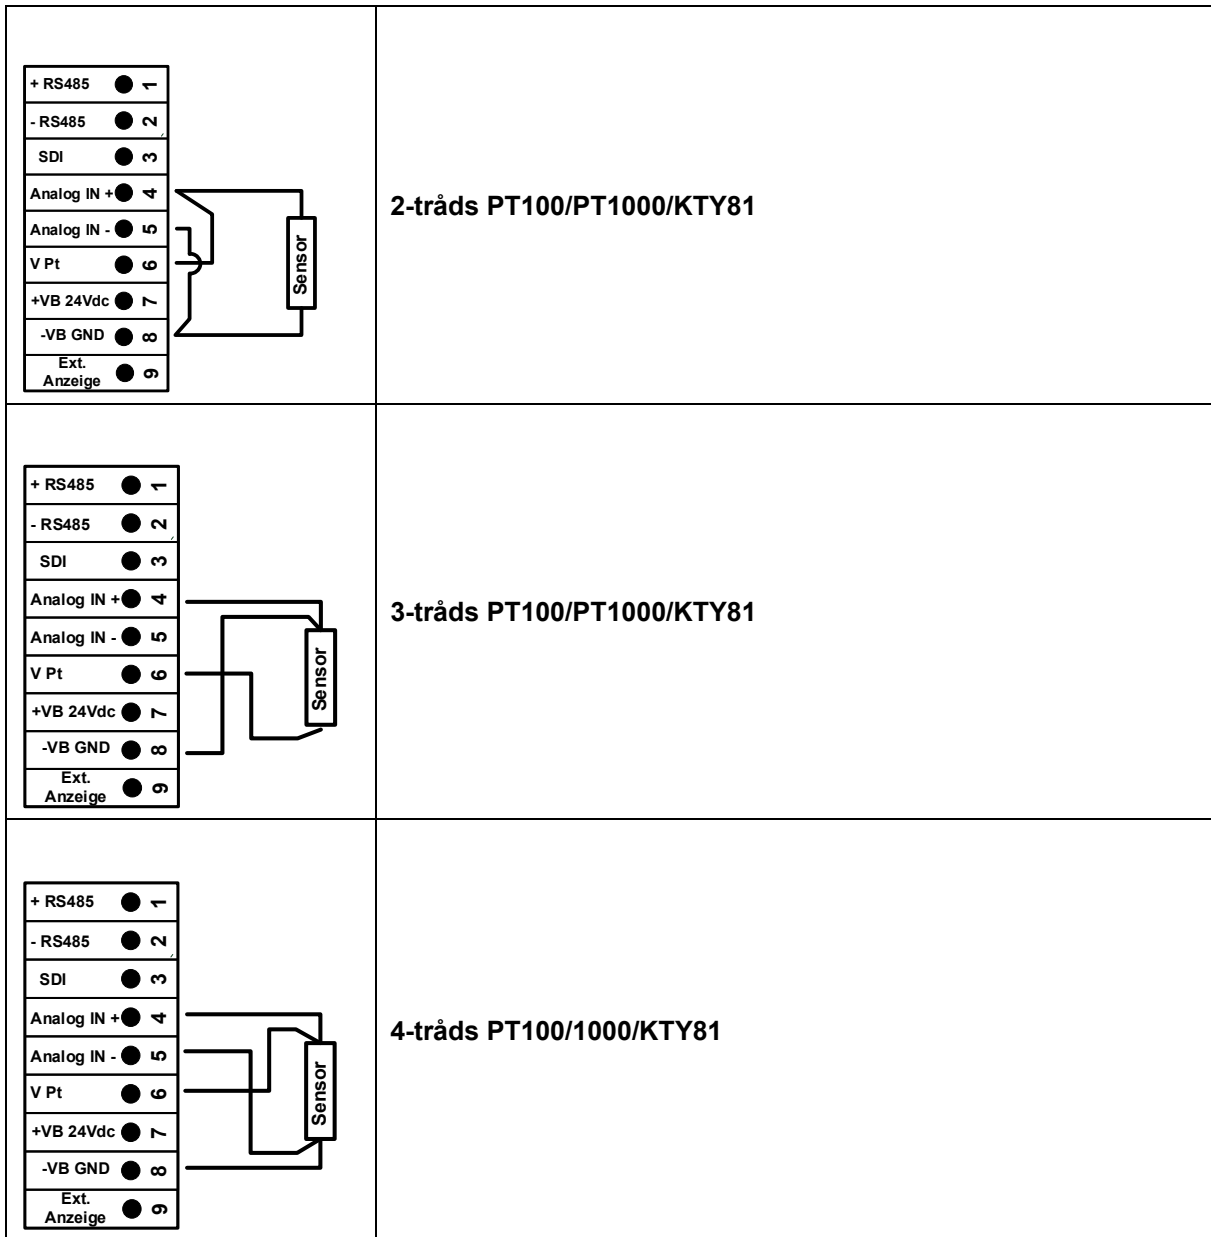 + RS485 1
- RS485 2
SDI 3
Analog IN + 4
Analog IN - 5
V Pt 6
+VB 24Vdc 7
-VB GND 8
Ext.
Anzeige 9
Sensor
2-tråds PT100/PT1000/KTY81
+ RS485 1
- RS485 2
SDI 3
Analog IN + 4
Analog IN - 5
V Pt 6
+VB 24Vdc 7
-VB GND 8
Ext.
Anzeige 9
Sensor
3-tråds PT100/PT1000/KTY81
+ RS485 1
- RS485 2
SDI 3
Analog IN + 4
Analog IN - 5
V Pt 6
+VB 24Vdc 7
-VB GND 8
Ext.
Anzeige 9
Sensor
4-tråds PT100/1000/KTY81